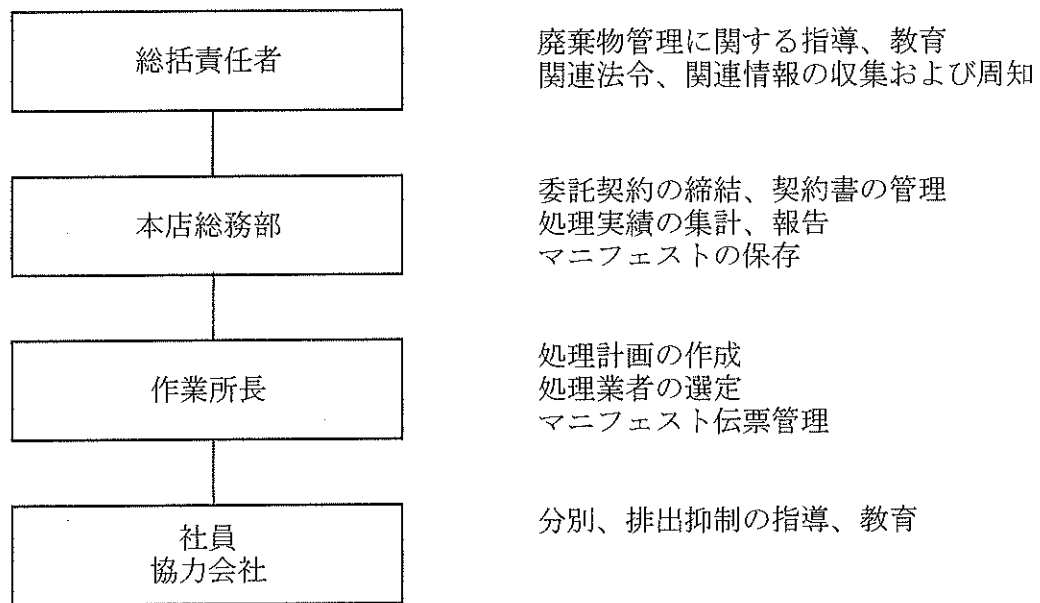 総括責任者
廃棄物管理に関する指導、教育
関連法令、関連情報の収集および周知
本店総務部
委託契約の締結、契約書の管理
処理実績の集計、報告
マニフェストの保存
作業所長
処理計画の作成
処理業者の選定
マニフェスト伝票管理
社員
協力会社
分別、排出抑制の指導、教育